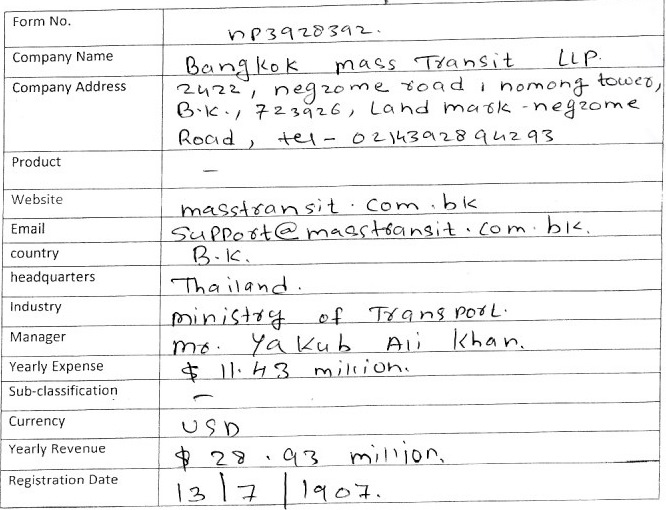 Form No. np3928392.
Company Name Bangkok mass Transit LLP.
Company Address 2422, negzome road, nomong tower,
B.K., 723926, Land mark - negzome
Road, tel - 0214392894293
Product —
Website masstransit.com.bk
Email support@masstransit.com.bk.
country B.K.
headquarters Thailand.
Industry ministry of Transport.
Manager mr. Yakub Ali Khan.
Yearly Expense $ 11.43 million.
Sub-classification —
Currency USD
Yearly Revenue $ 28.93 million.
Registration Date 13/7/1907.